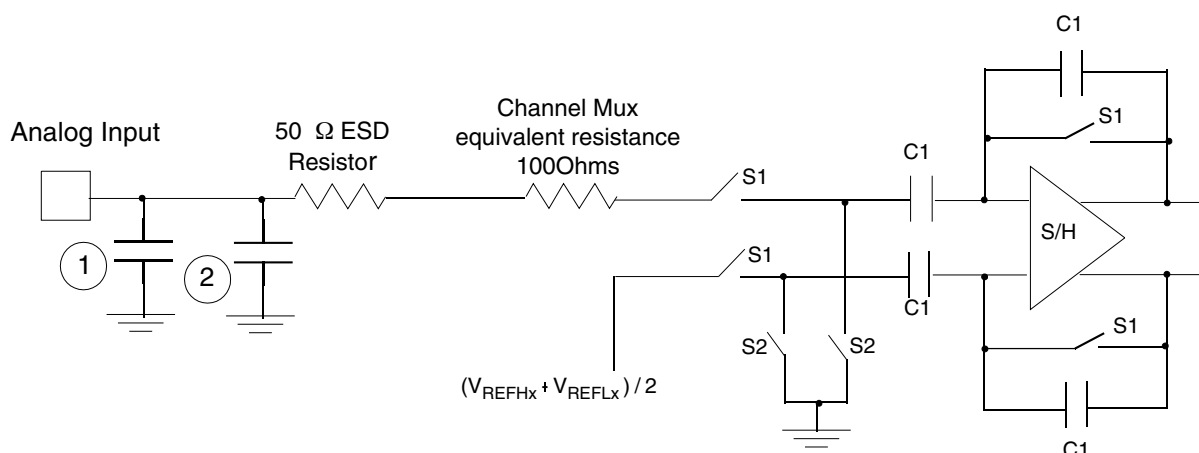 C1
Analog Input
50 Ω ESD
Resistor
Channel Mux
equivalent resistance
100Ohms
S1
C1
S1
S/H
1
2
S1
C1
S2
S2
S1
(VREFHx + VREFLx ) / 2
C1